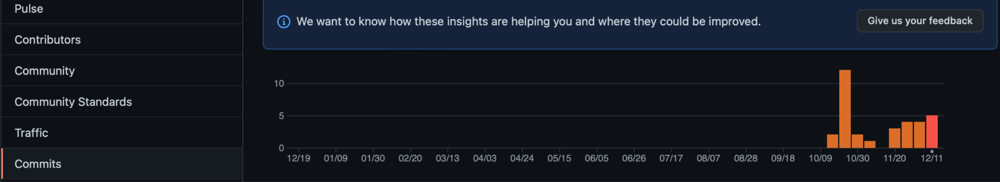 Pulse
Contributors
Community
Community Standards
Traffic
Commits
We want to know how these insights are helping you and where they could be improved.
Give us your feedback
10
5
0
12/19 01/09 01/30 02/20 03/13 04/03 04/24 05/15 06/05 06/26 07/17 08/07 08/28 09/18 10/09 10/30 11/20 12/11